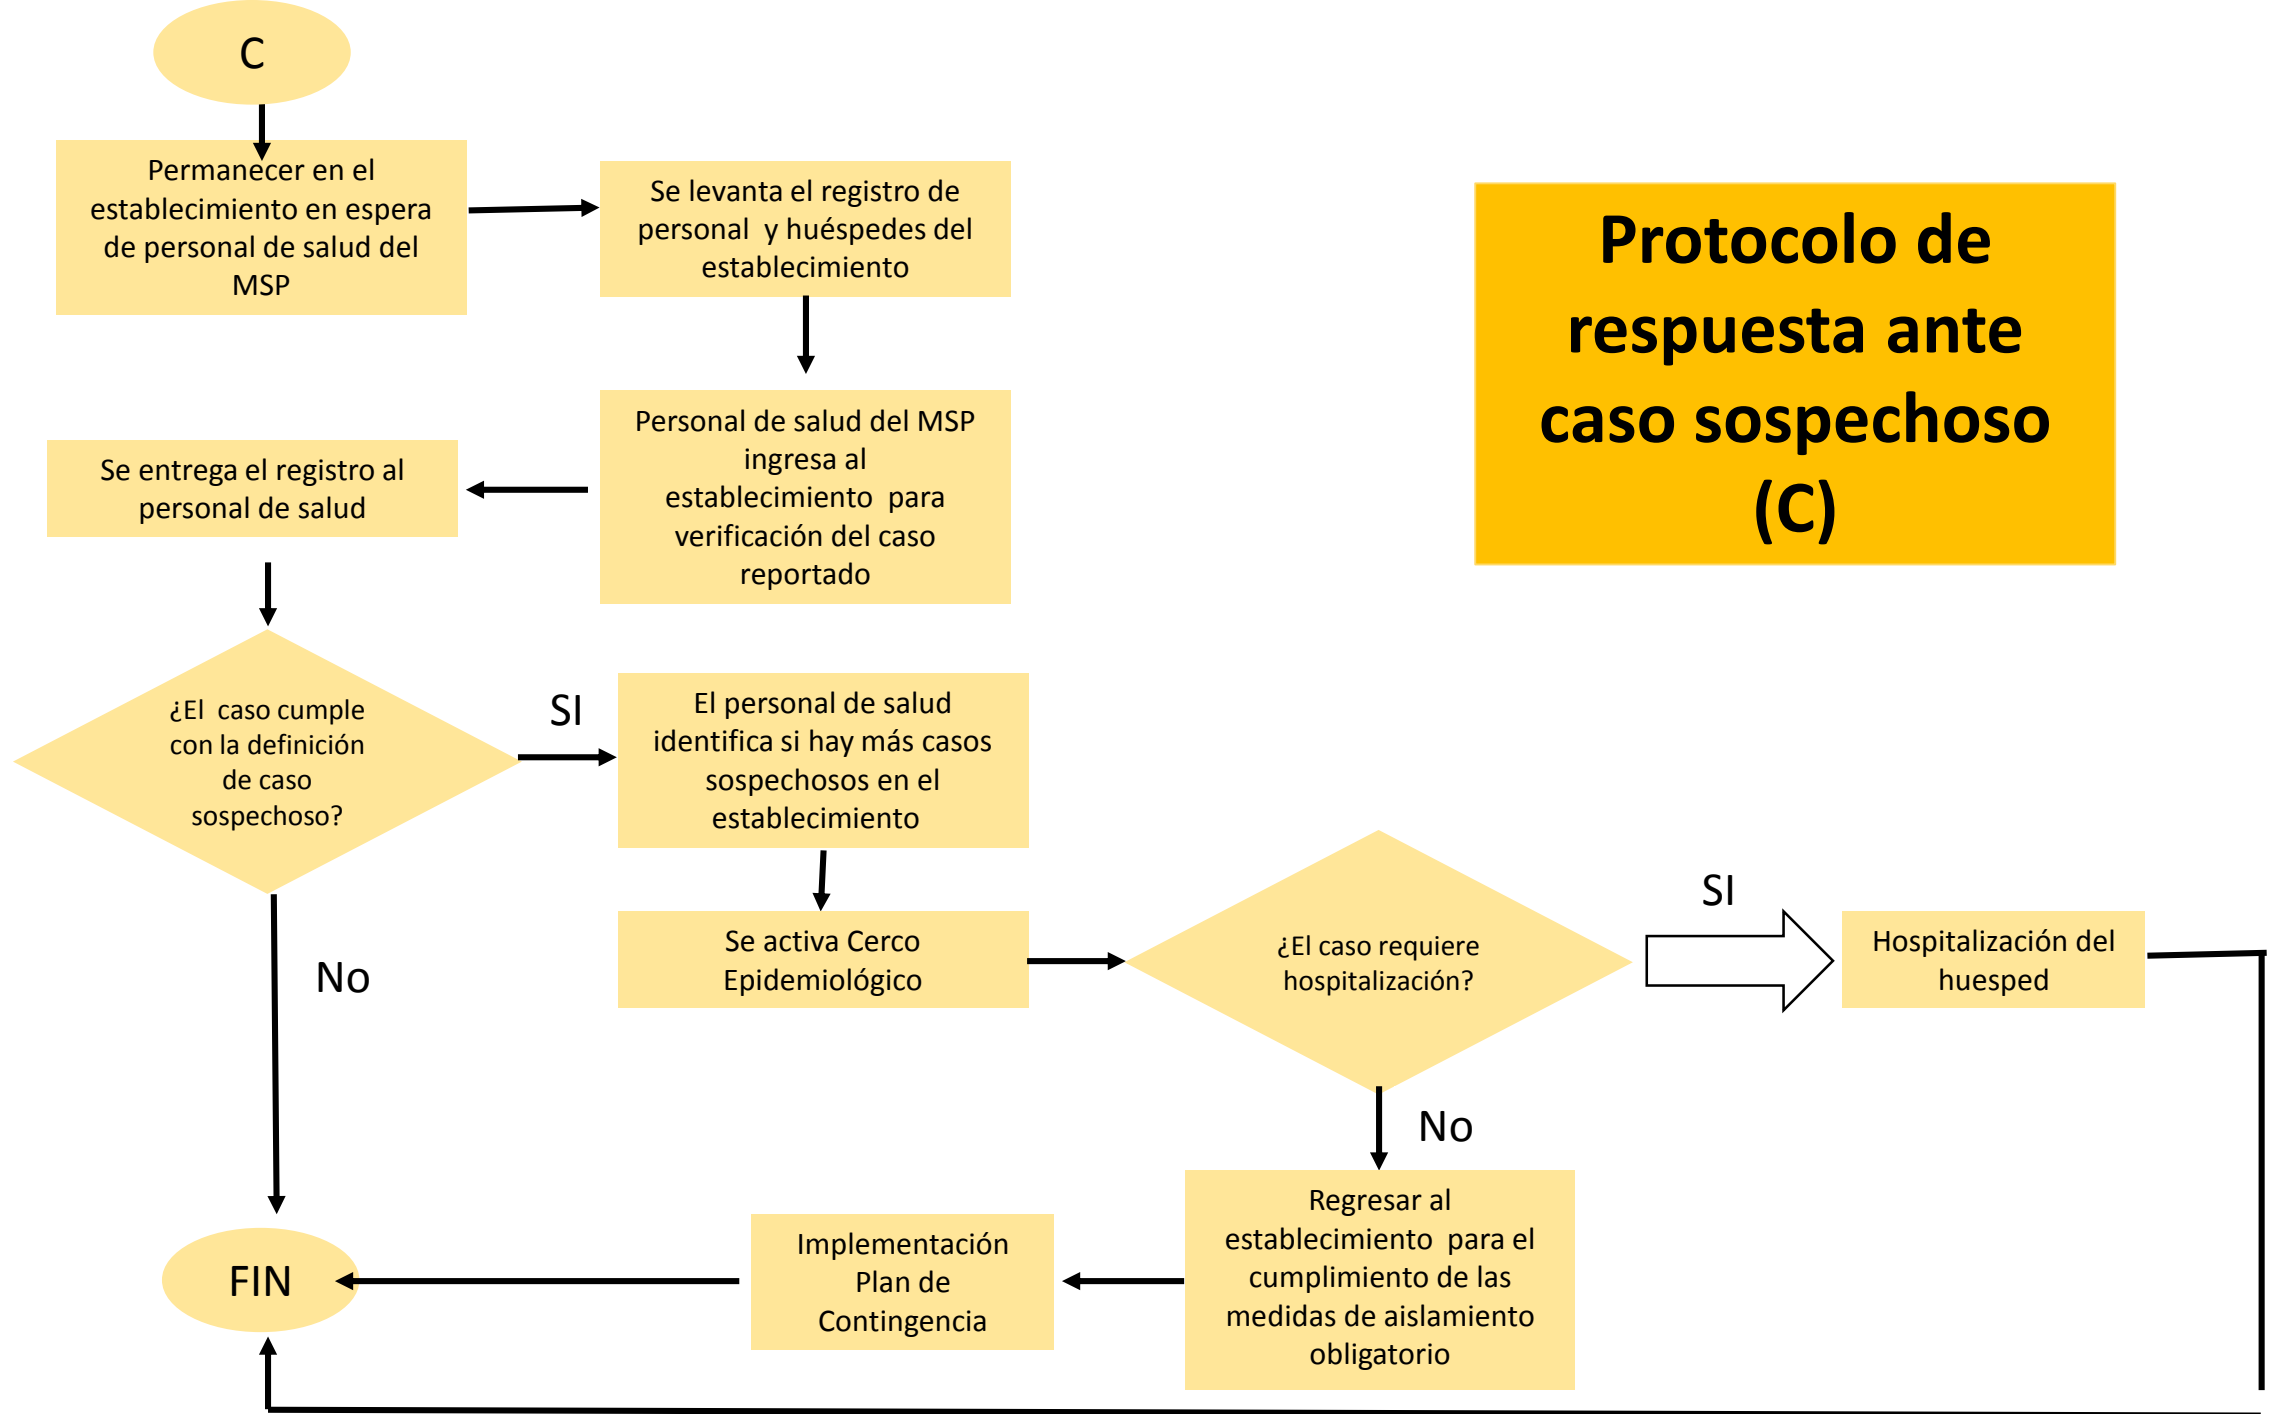 C
Permanecer en el
establecimiento en espera
de personal de salud del
MSP
Se levanta el registro de
personal y huéspedes del
establecimiento
Protocolo de
respuesta ante
caso sospechoso
(C)
Personal de salud del MSP
ingresa al
establecimiento para
verificación del caso
reportado
Se entrega el registro al
personal de salud
¿El caso cumple
con la definición
de caso
sospechoso?
SI
El personal de salud
identifica si hay más casos
sospechosos en el
establecimiento
No
Se activa Cerco
Epidemiológico
¿El caso requiere
hospitalización?
SI
Hospitalización del
huesped
No
Regresar al
establecimiento para el
cumplimiento de las
medidas de aislamiento
obligatorio
Implementación
Plan de
Contingencia
FIN